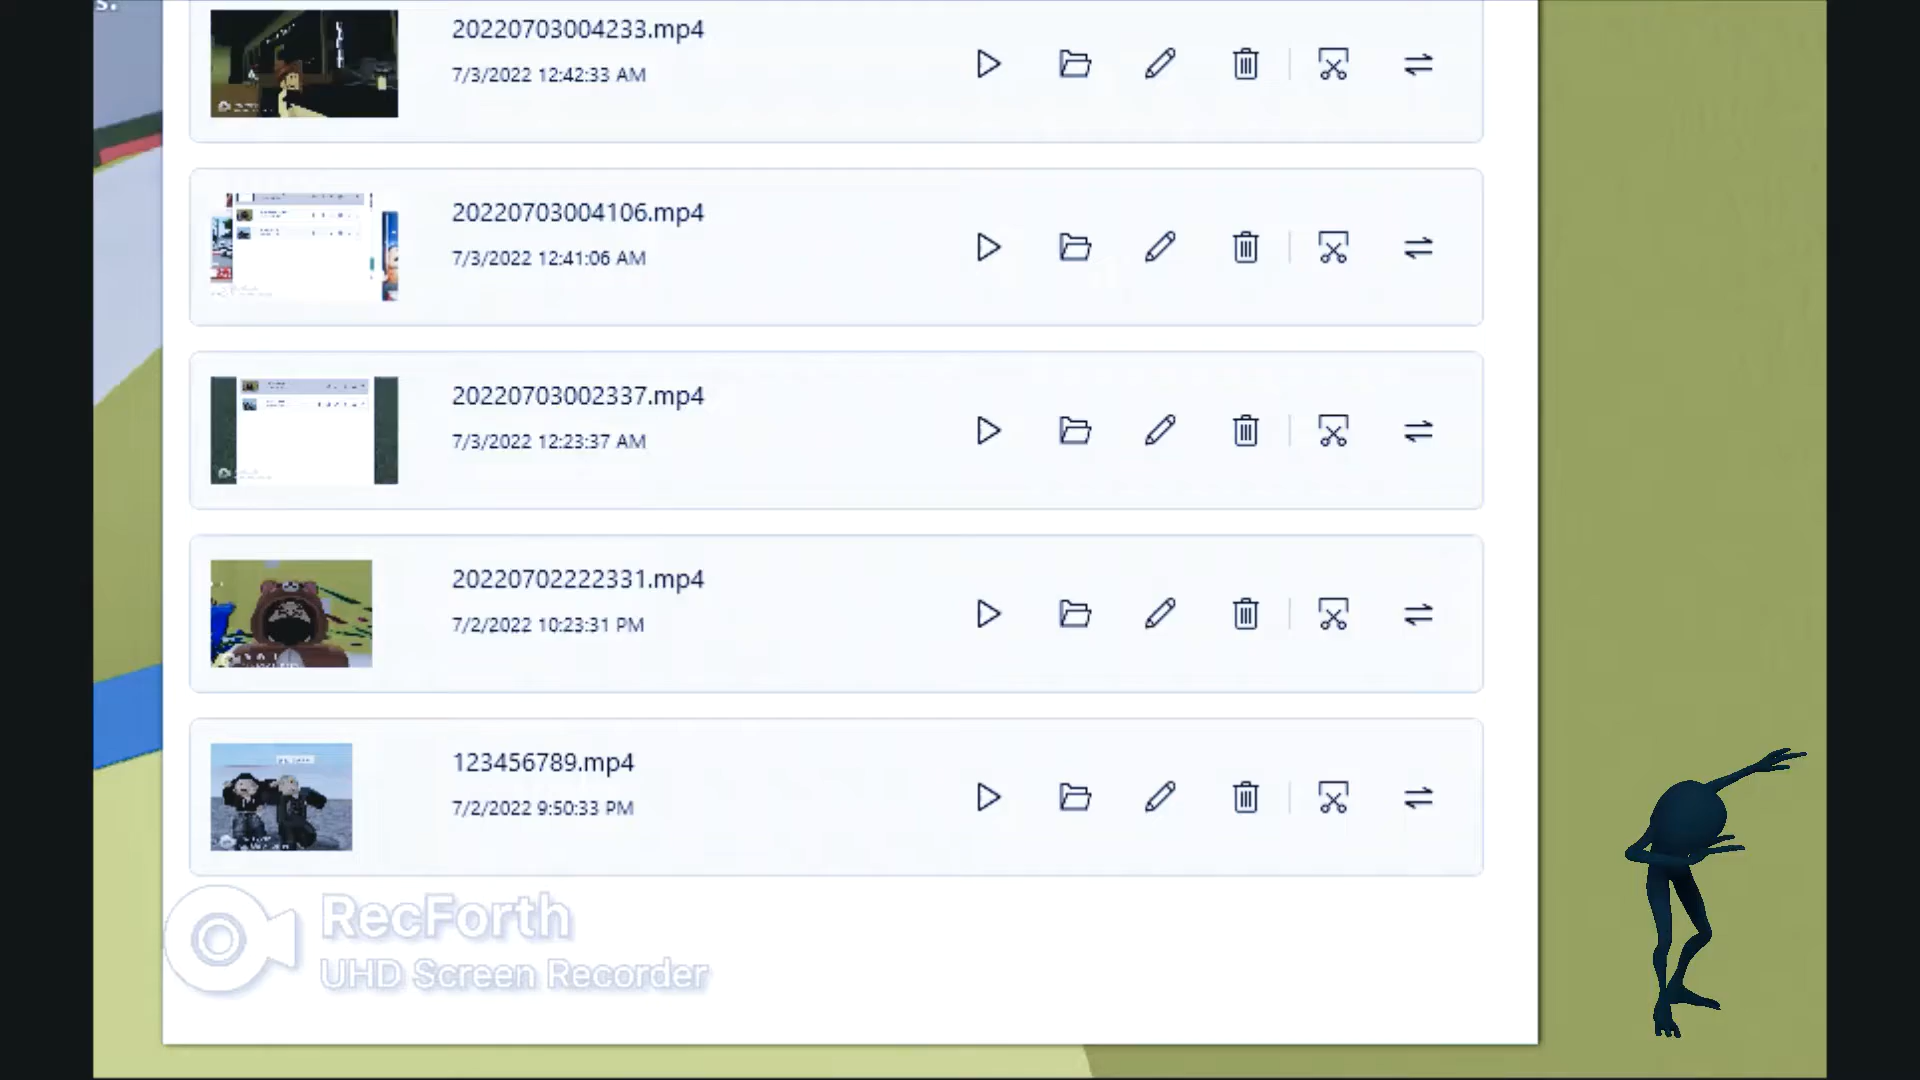 s.
20220703004233.mp4
7/3/2022 12:42:33 AM
20220703004106.mp4
7/3/2022 12:41:06 AM
20220703002337.mp4
7/3/2022 12:23:37 AM
20220702222331.mp4
7/2/2022 10:23:31 PM
123456789.mp4
7/2/2022 9:50:33 PM
RecForth
UHD Screen Recorder